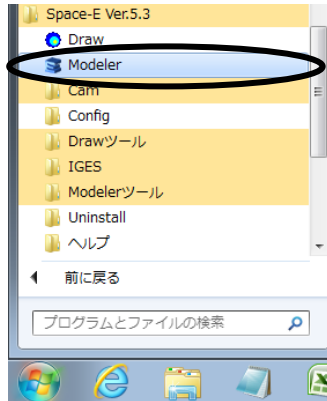 Space-E Ver.5.3
Draw
Modeler
Cam
Config
Drawツール
IGES
Modelerツール
Uninstall
ヘルプ
前に戻る
プログラムとファイルの検索